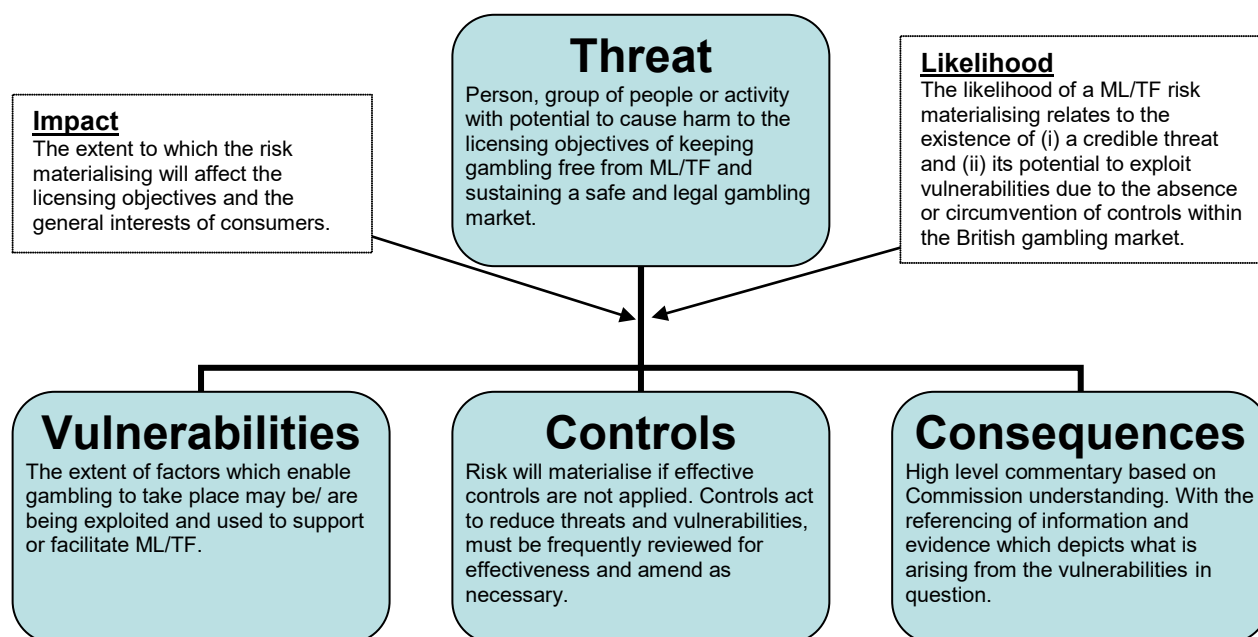 Threat
Person, group of people or activity
with potential to cause harm to the
licensing objectives of keeping
gambling free from ML/TF and
sustaining a safe and legal gambling
market.
Impact
The extent to which the risk
materialising will affect the
licensing objectives and the
general interests of consumers.
Likelihood
The likelihood of a ML/TF risk
materialising relates to the
existence of (i) a credible threat
and (ii) its potential to exploit
vulnerabilities due to the absence
or circumvention of controls within
the British gambling market.
Vulnerabilities
The extent of factors which enable
gambling to take place may be/ are
being exploited and used to support
or facilitate ML/TF.
Controls
Risk will materialise if effective
controls are not applied. Controls act
to reduce threats and vulnerabilities,
must be frequently reviewed for
effectiveness and amend as
necessary.
Consequences
High level commentary based on
Commission understanding. With the
referencing of information and
evidence which depicts what is
arising from the vulnerabilities in
question.